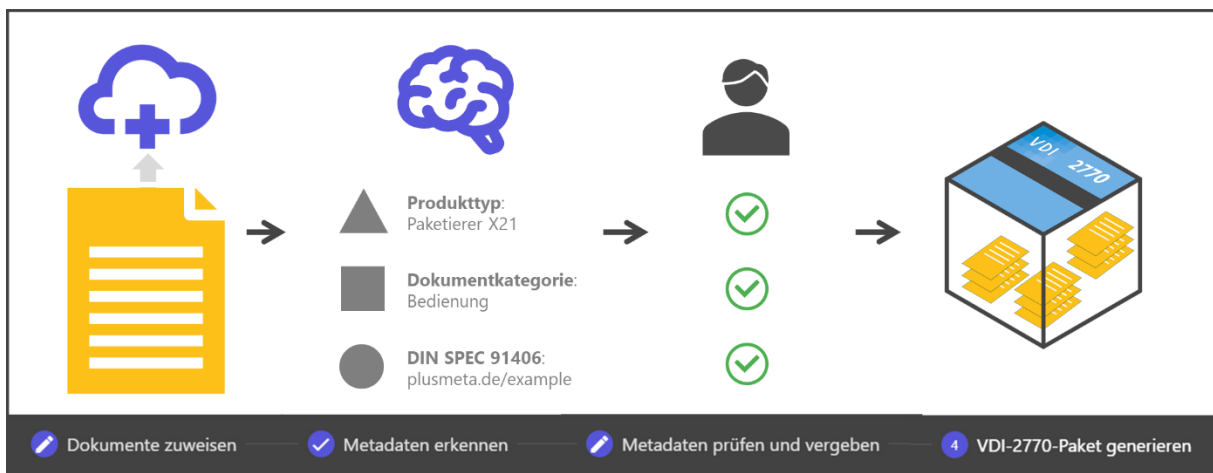 VDI 2770
Produkttyp:
Paketierer X21
Dokumentkategorie:
Bedienung
DIN SPEC 91406:
plusmeta.de/example
Dokumente zuweisen
Metadaten erkennen
Metadaten prüfen und vergeben
4 VDI-2770-Paket generieren